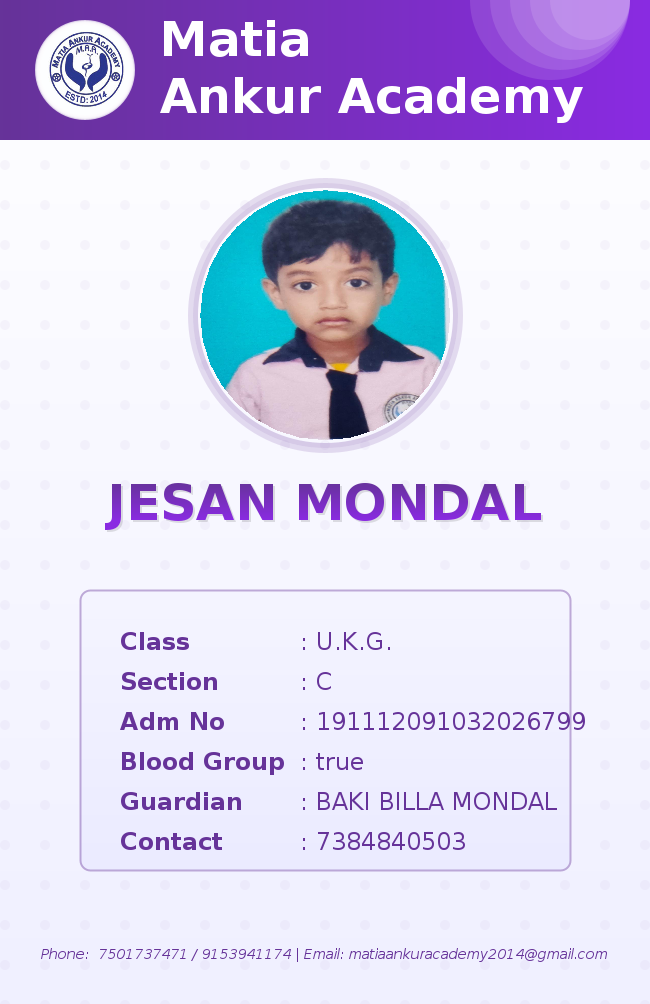 MATIA ANKUR ACADEMY
M.A.A.
ESTD: 2014
Matia
Ankur Academy
JESAN MONDAL
Class : U.K.G.
Section : C
Adm No : 191112091032026799
Blood Group : true
Guardian : BAKI BILLA MONDAL
Contact : 7384840503
Phone: 7501737471 / 9153941174 | Email: matiaankuracademy2014@gmail.com